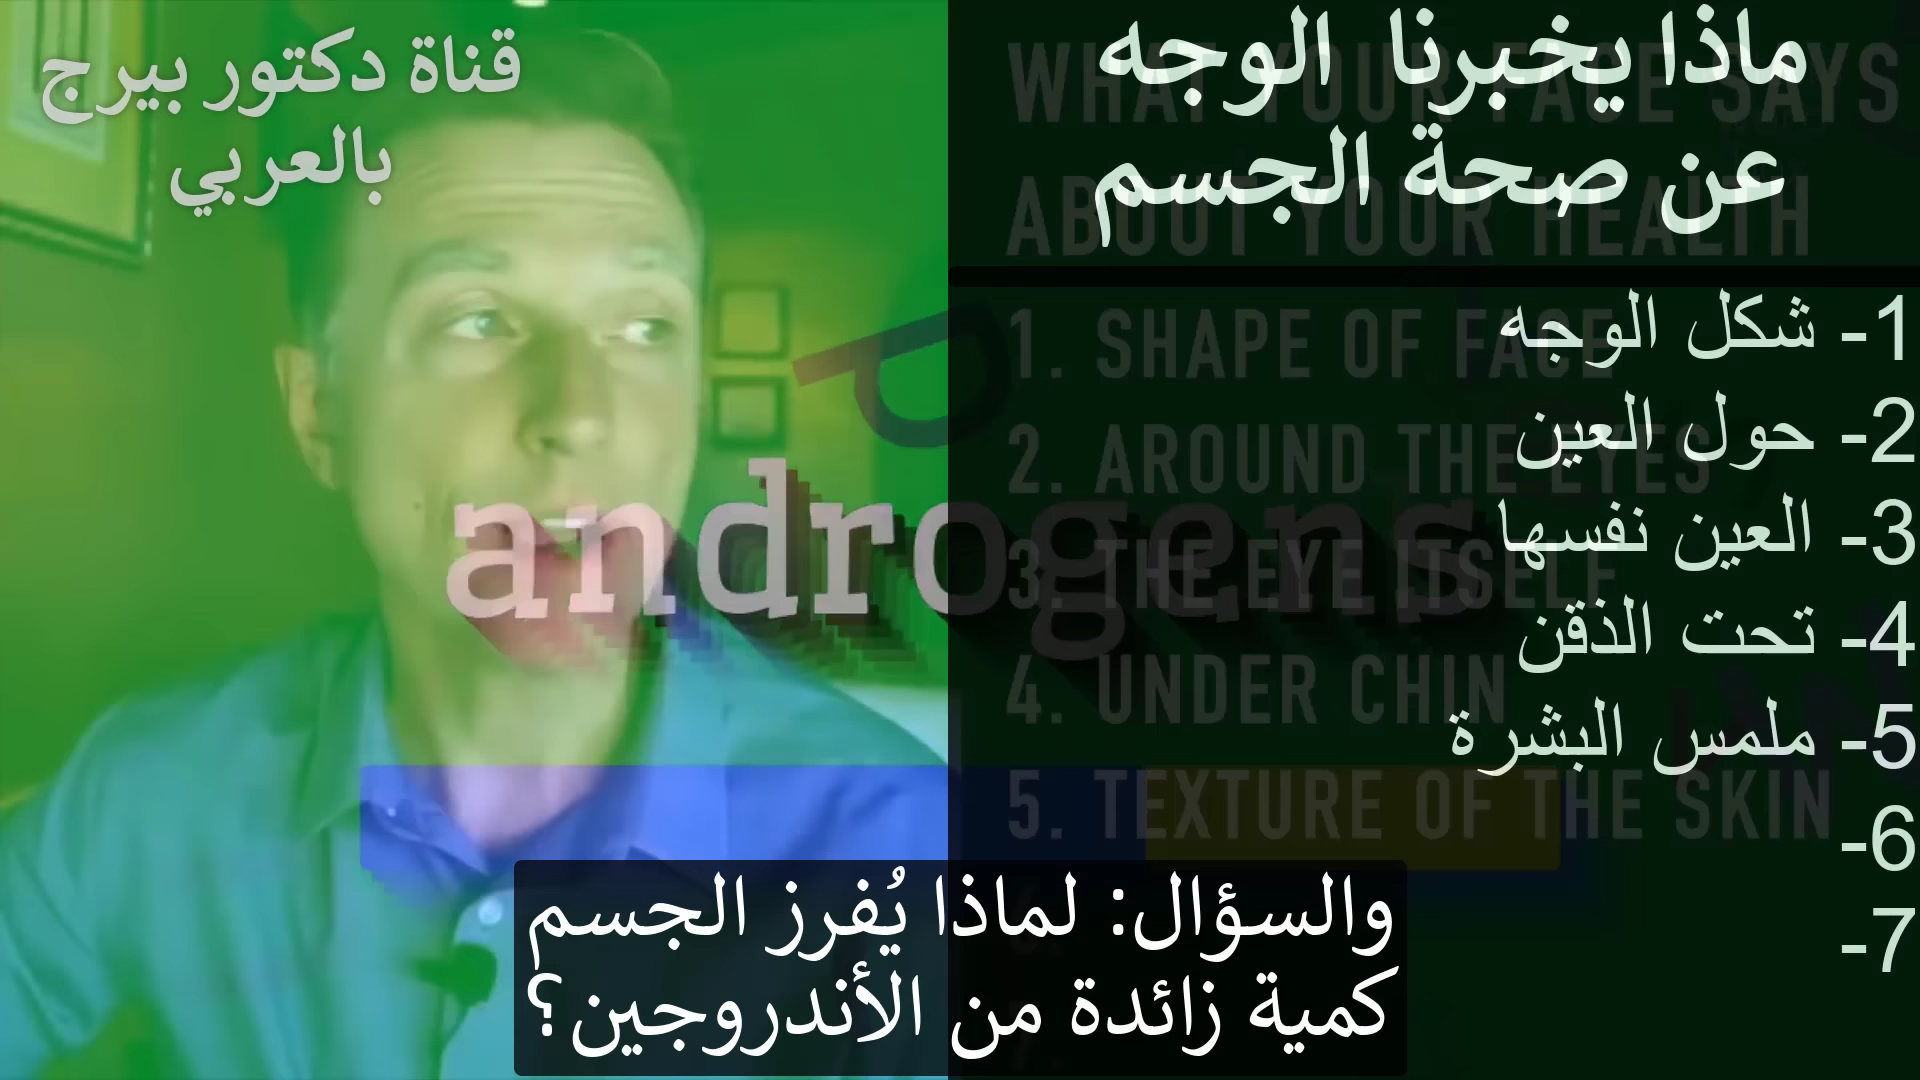 قناة دكتور بيرج
بالعربي
ماذا يخبرنا الوجه
عن صحة الجسم
WHAT YOUR FACE SAYS
ABOUT YOUR HEALTH
1- شكل الوجه
1. SHAPE OF FACE
2- حول العين
2. AROUND THE EYES
3- العين نفسها
3. THE EYE ITSELF
androgens
4- تحت الذقن
4. UNDER CHIN
5- ملمس البشرة
5. TEXTURE OF THE SKIN
6-
7-
والسؤال: لماذا يُفرز الجسم
كمية زائدة من الأندروجين؟